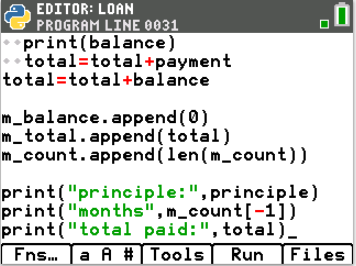 EDITOR: LOAN
PROGRAM LINE 0031
print(balance)
total=total+payment
total=total+balance
m_balance.append(0)
m_total.append(total)
m_count.append(len(m_count))
print("principle:",principle)
print("months",m_count[-1])
print("total paid:",total)_
Fns… a A # Tools Run Files